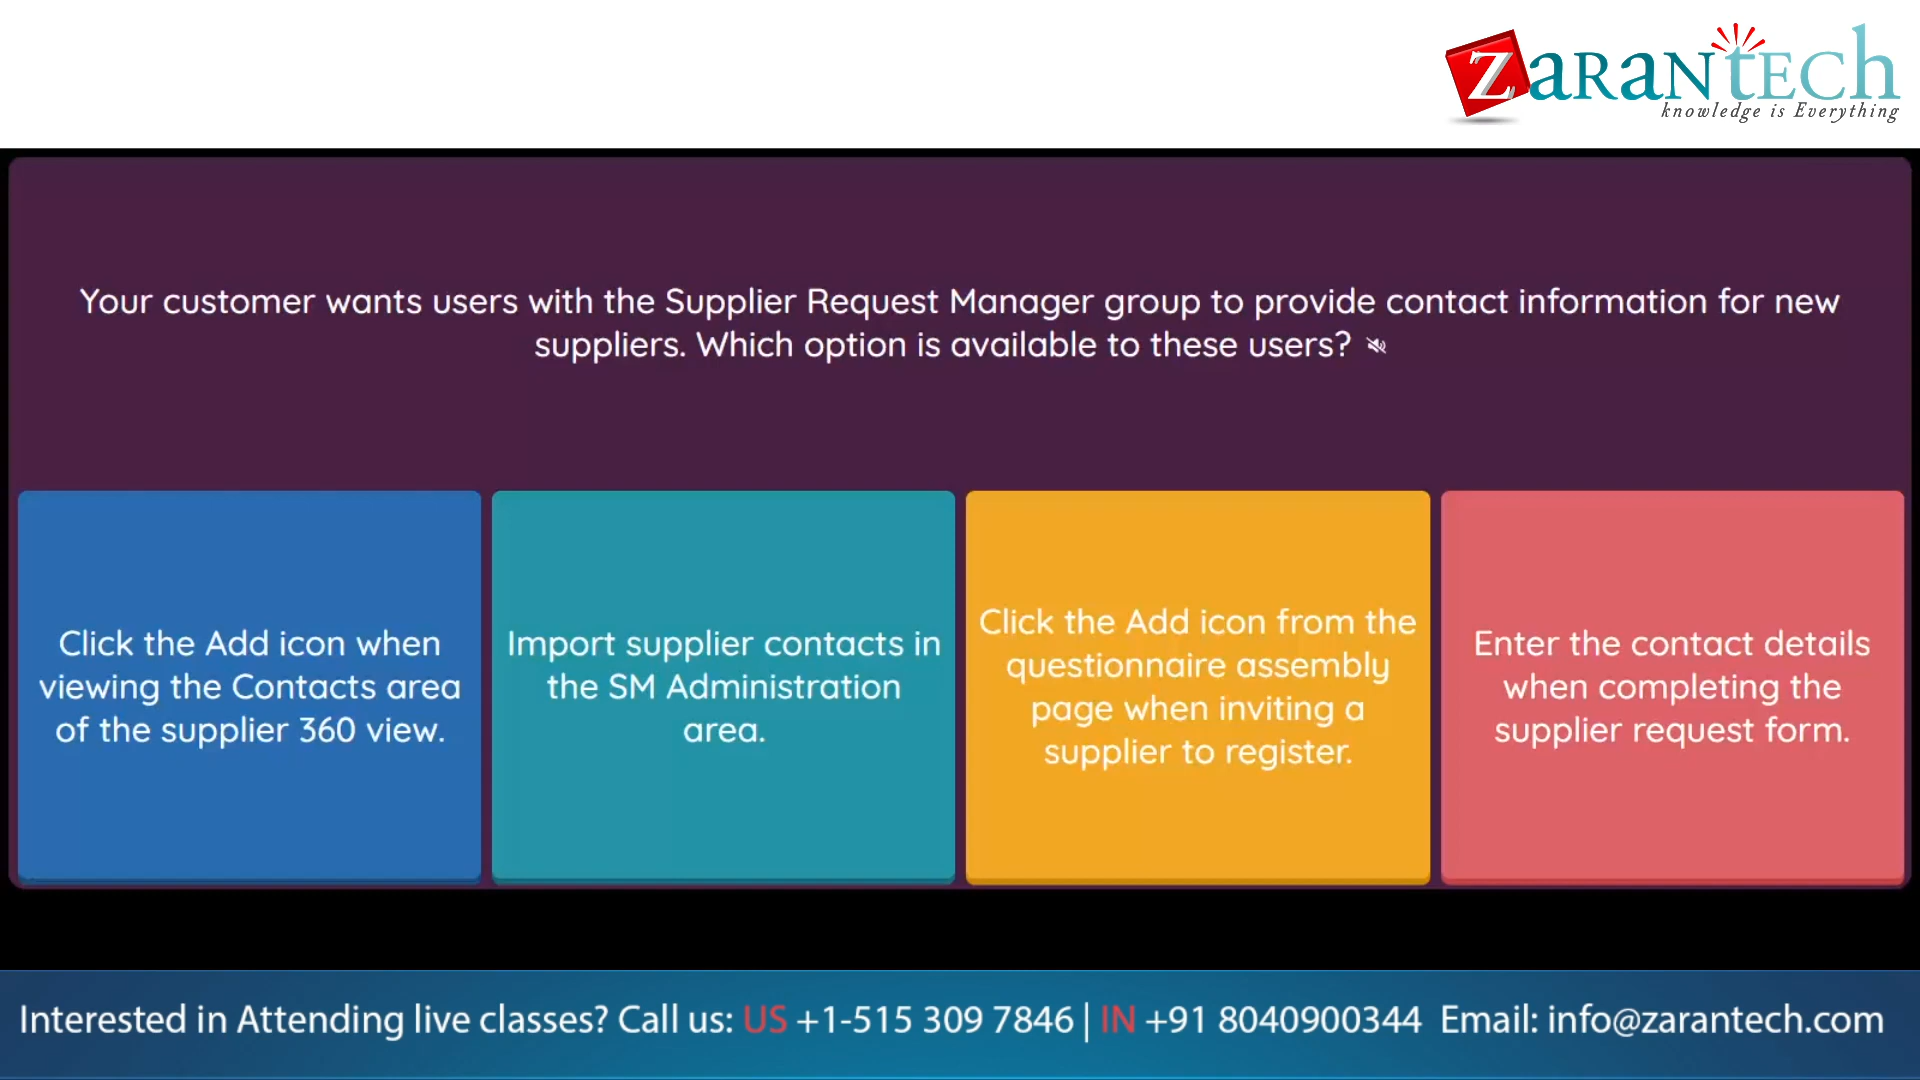 ZARANTECH
knowledge is Everything
Your customer wants users with the Supplier Request Manager group to provide contact information for new
suppliers. Which option is available to these users?
Click the Add icon when
viewing the Contacts area
of the supplier 360 view.
Import supplier contacts in
the SM Administration
area.
Click the Add icon from the
questionnaire assembly
page when inviting a
supplier to register.
Enter the contact details
when completing the
supplier request form.
Interested in Attending live classes? Call us: US +1-515 309 7846 | IN +91 8040900344 Email: info@zarantech.com